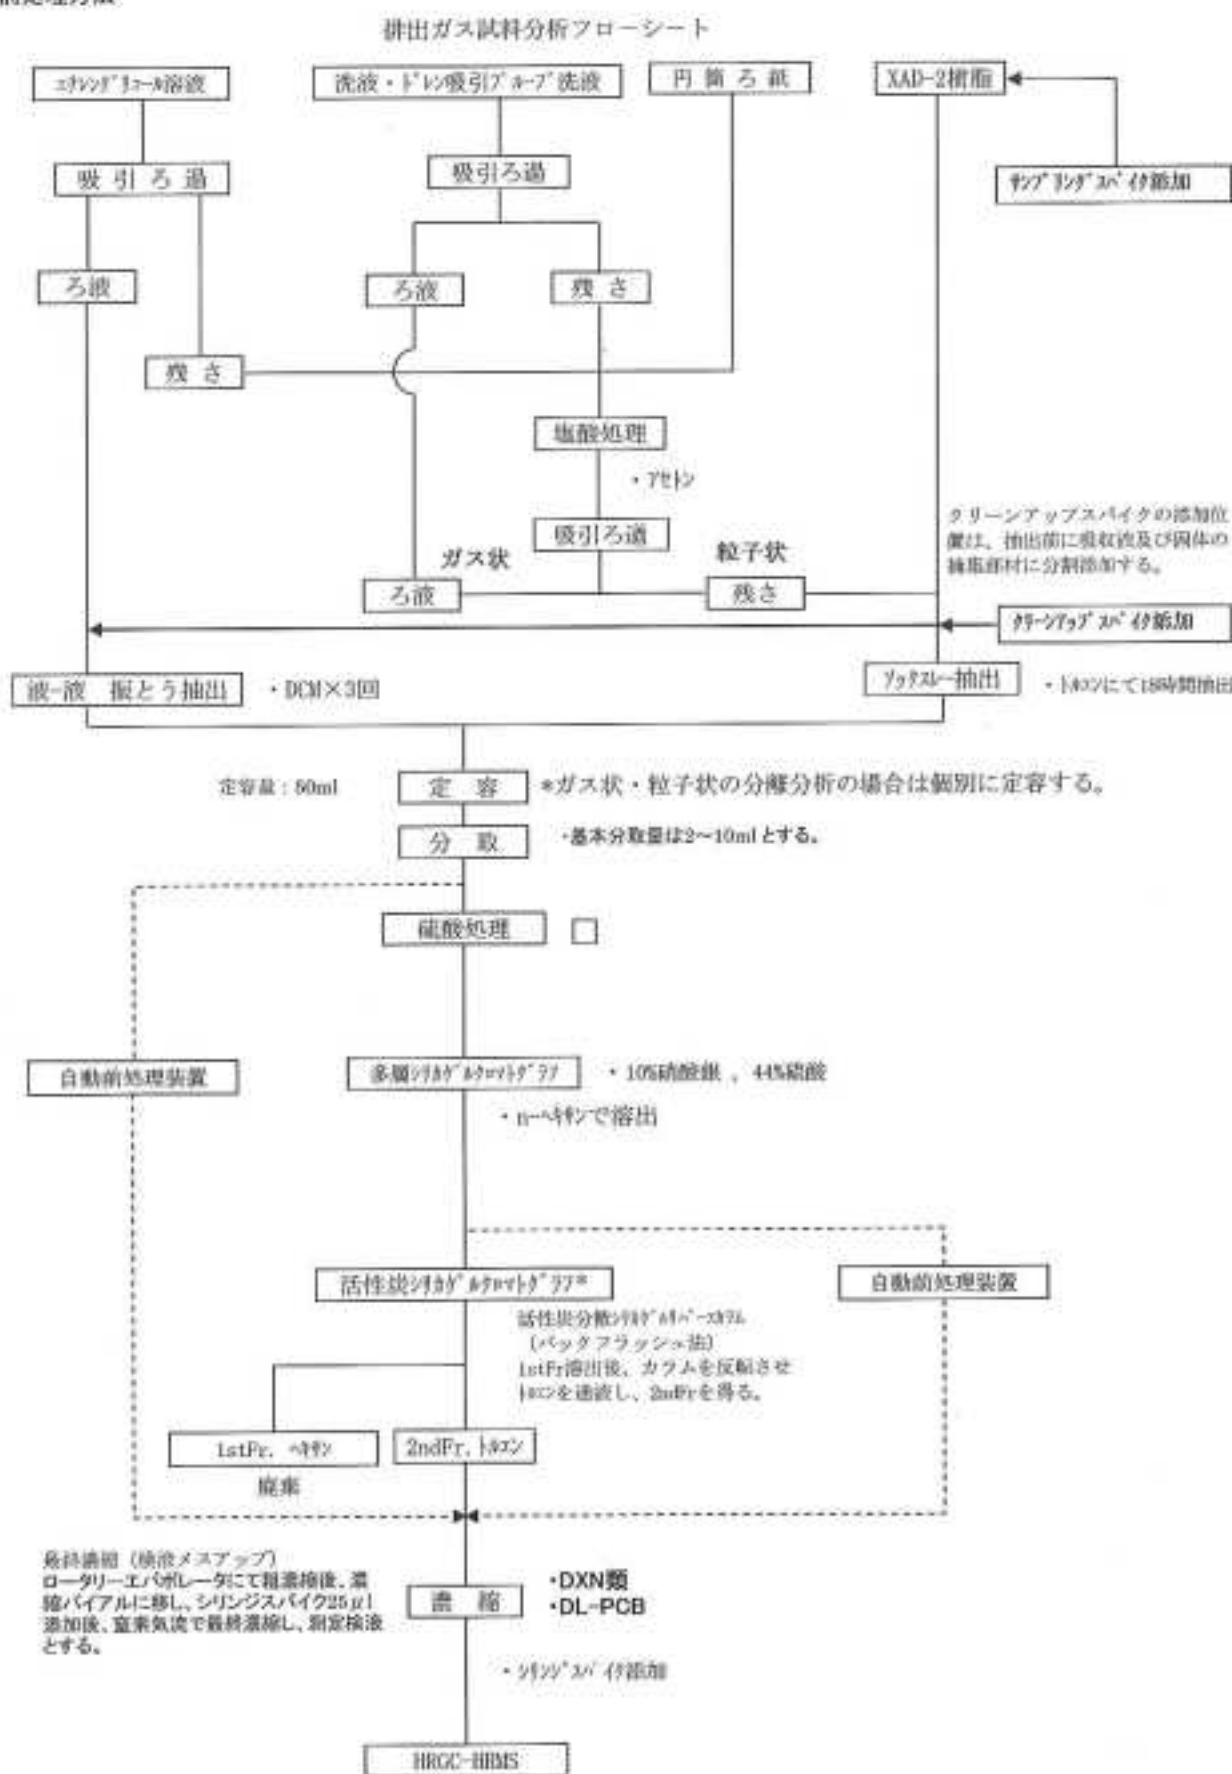 排出ガス試料分析フローシート
エチレングリコール溶液
洗液・ドレン吸引プルーブ洗液
円筒ろ紙
XAD-2樹脂
吸引ろ過
吸引ろ過
サンプリングスパイク添加
ろ液
ろ液
残さ
残さ
塩酸処理
・アセトン
吸引ろ過
クリーンアップスパイクの添加位
置は、抽出前に吸収液及び固体の
部材に分割添加する。
ガス状
粒子状
ろ液
残さ
クリーンアップスパイク添加
液-液 振とう抽出
・DCM×3回
ソックスレー抽出
・トルエンにて18時間抽出
定容量:50ml
定容
*ガス状・粒子状の分離分析の場合は個別に定容する。
分取
・基本分取量は2～10mlとする。
硫酸処理
自動前処理装置
多層シリカゲルクロマトグラフ
・10%硝酸銀、44%硫酸
・n-ヘキサンで溶出
活性炭シリカゲルクロマトグラフ*
自動前処理装置
活性炭分散シリカゲルリバースカラム
(バックフラッシュ法)
1stFr溶出後、カラムを反転させ
トルエンを通液し、2ndFrを得る。
1stFr. ヘキサン
2ndFr. トルエン
廃棄
最終濃縮(検液メスアップ)
ロータリーエバポレータにて粗濃縮後、濃
縮バイアルに移し、シリンジスパイク25μl
添加後、窒素気流で最終濃縮し、測定検液
とする。
濃縮
・DXN類
・DL-PCB
・シリンジスパイク添加
HRGC-HRMS